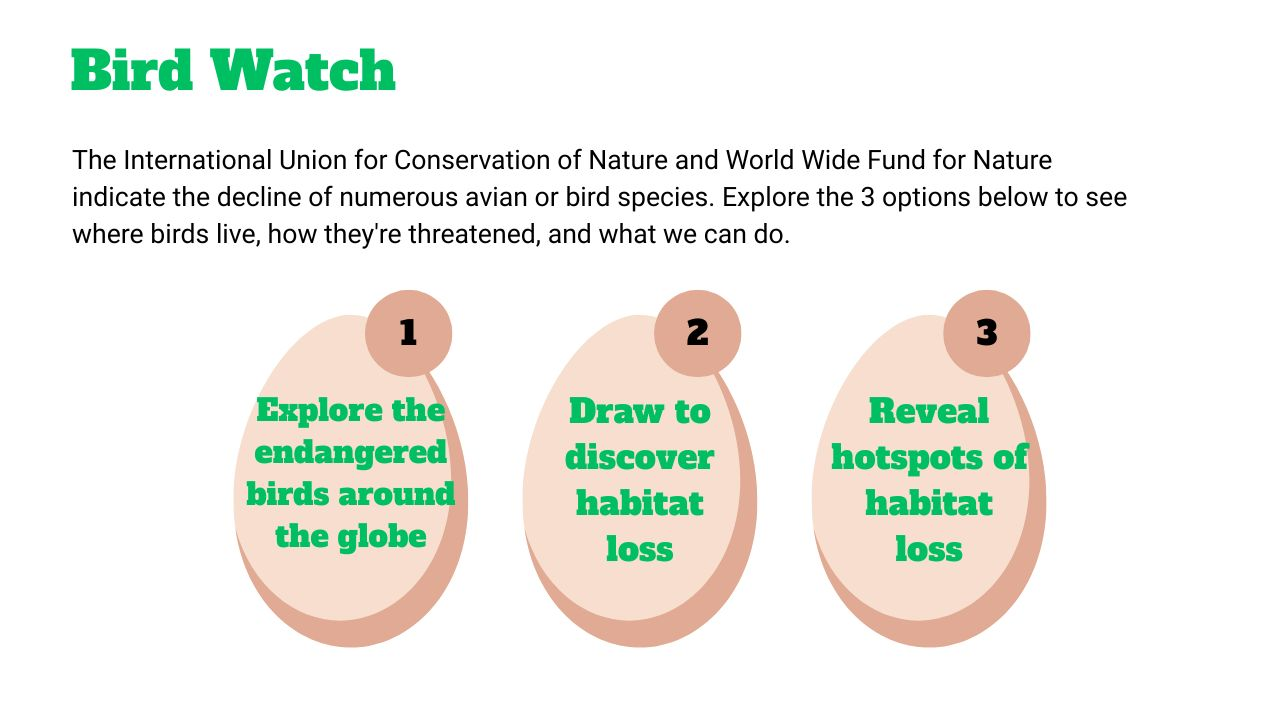 Bird Watch
The International Union for Conservation of Nature and World Wide Fund for Nature
indicate the decline of numerous avian or bird species. Explore the 3 options below to see
where birds live, how they're threatened, and what we can do.
1
Explore the
endangered
birds around
the globe
2
Draw to
discover
habitat
loss
3
Reveal
hotspots of
habitat
loss